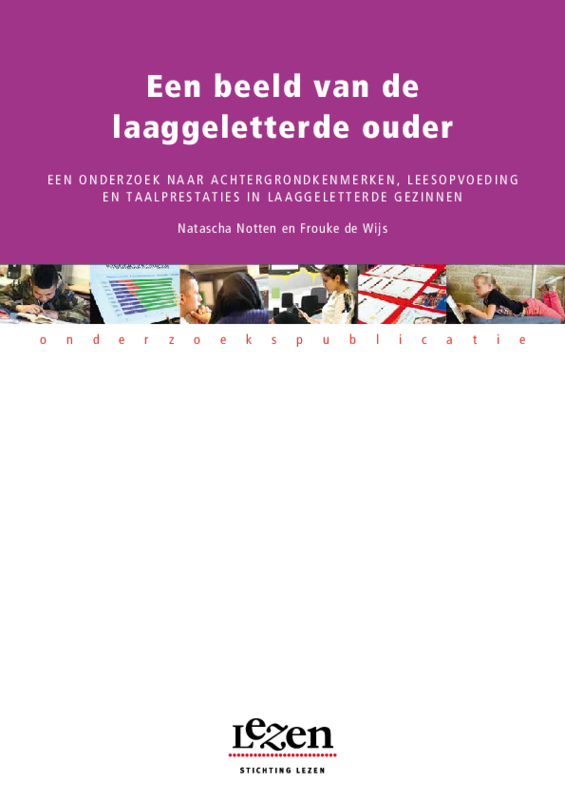 Een beeld van de
laaggeletterde ouder
EEN ONDERZOEK NAAR ACHTERGRONDKENMERKEN, LEESOPVOEDING
EN TAALPRESTATIES IN LAAGGELETTERDE GEZINNEN
Natascha Notten en Frouke de Wijs
onderzoekspublicatie
Lezen
STICHTING LEZEN